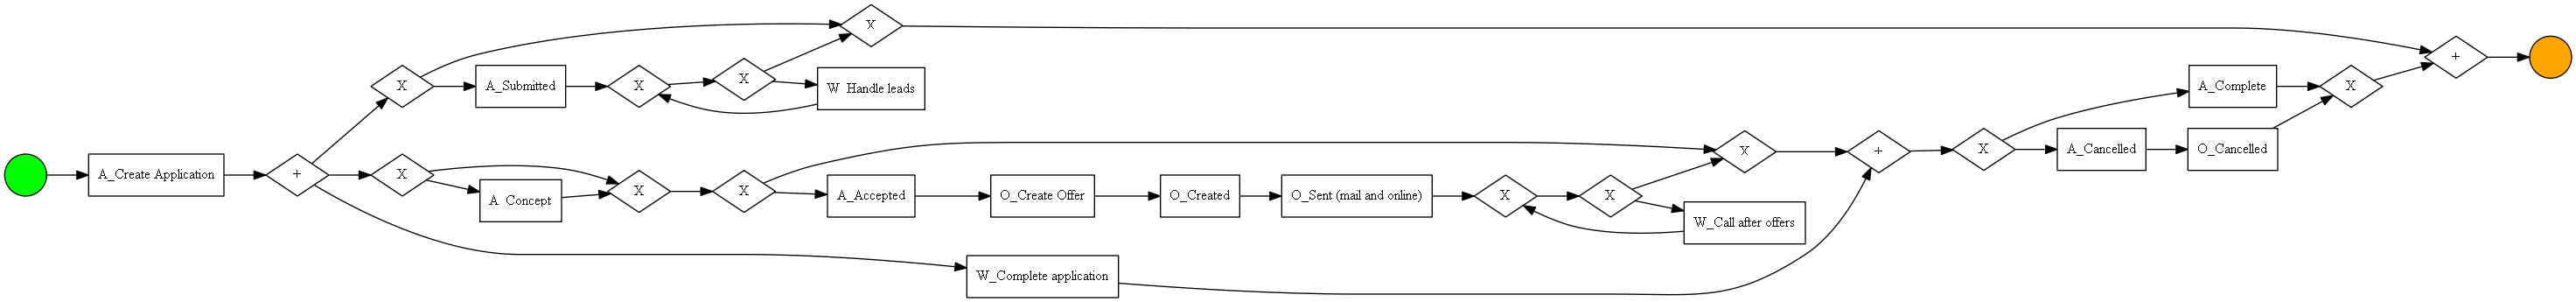 X
X
A_Submitted
X
X
W_Handle leads
+
A_Complete
X
A_Create Application
+
X
A_Concept
X
X
A_Accepted
O_Create Offer
O_Created
O_Sent (mail and online)
X
X
X
W_Call after offers
+
X
A_Cancelled
O_Cancelled
W_Complete application